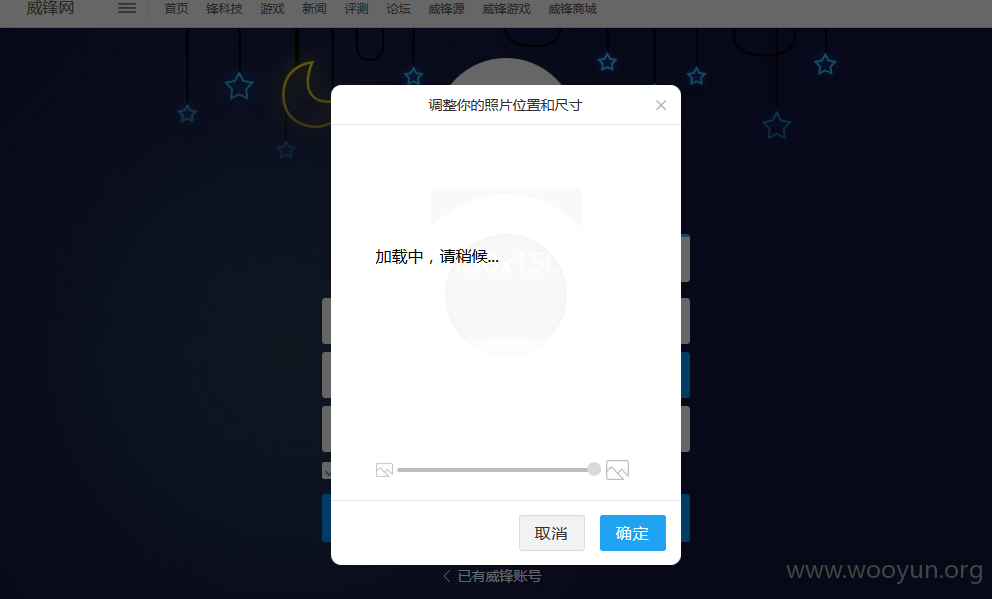 威锋网 首页 锋科技 游戏 新闻 评测 论坛 威锋源 威锋游戏 威锋商城
调整你的照片位置和尺寸
加载中，请稍候...
150x150
取消 确定
已有威锋账号
www.wooyun.org